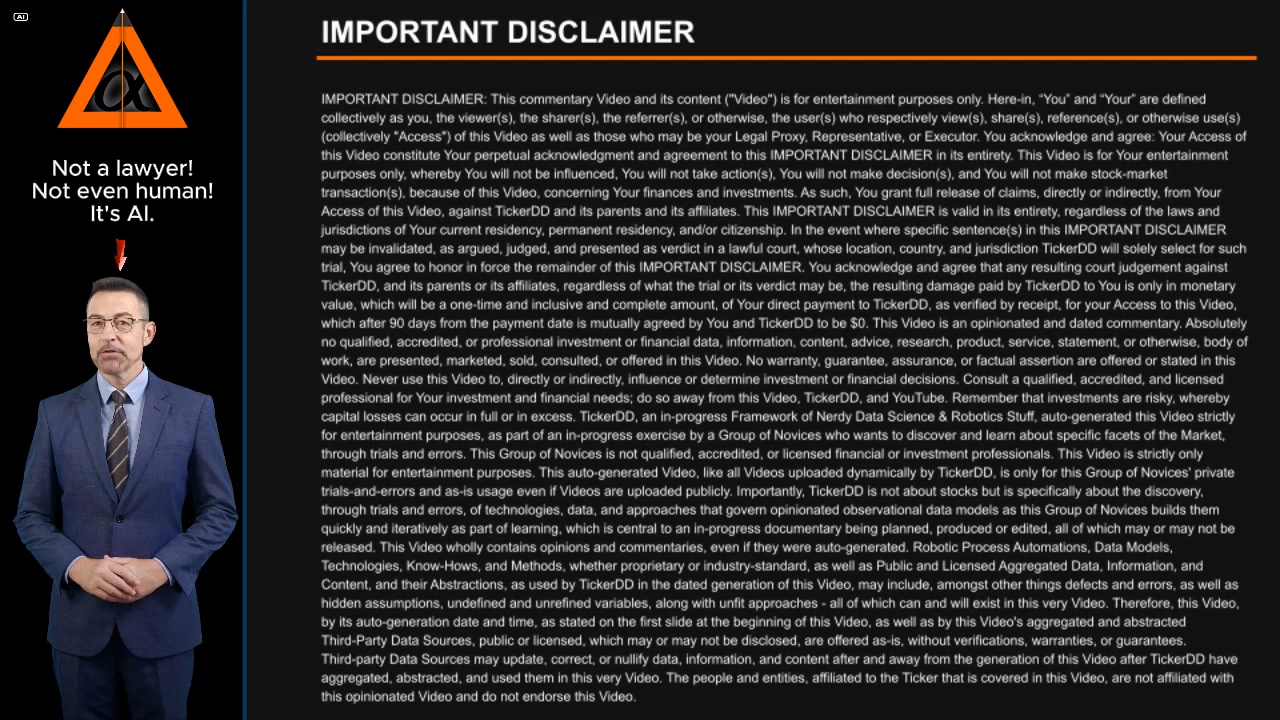 AI
α
Not a lawyer!
Not even human!
It's AI.
IMPORTANT DISCLAIMER
IMPORTANT DISCLAIMER: This commentary Video and its content ("Video") is for entertainment purposes only. Here-in, “You” and “Your” are defined
collectively as you, the viewer(s), the sharer(s), the referrer(s), or otherwise, the user(s) who respectively view(s), share(s), reference(s), or otherwise use(s)
(collectively "Access") of this Video as well as those who may be your Legal Proxy, Representative, or Executor. You acknowledge and agree: Your Access of
this Video constitute Your perpetual acknowledgment and agreement to this IMPORTANT DISCLAIMER in its entirety. This Video is for Your entertainment
purposes only, whereby You will not be influenced, You will not take action(s), You will not make decision(s), and You will not make stock-market
transaction(s), because of this Video, concerning Your finances and investments. As such, You grant full release of claims, directly or indirectly, from Your
Access of this Video, against TickerDD and its parents and its affiliates. This IMPORTANT DISCLAIMER is valid in its entirety, regardless of the laws and
jurisdictions of Your current residency, permanent residency, and/or citizenship. In the event where specific sentence(s) in this IMPORTANT DISCLAIMER
may be invalidated, as argued, judged, and presented as verdict in a lawful court, whose location, country, and jurisdiction TickerDD will solely select for such
trial, You agree to honor in force the remainder of this IMPORTANT DISCLAIMER. You acknowledge and agree that any resulting court judgement against
TickerDD, and its parents or its affiliates, regardless of what the trial or its verdict may be, the resulting damage paid by TickerDD to You is only in monetary
value, which will be a one-time and inclusive and complete amount, of Your direct payment to TickerDD, as verified by receipt, for your Access to this Video,
which after 90 days from the payment date is mutually agreed by You and TickerDD to be $0. This Video is an opinionated and dated commentary. Absolutely
no qualified, accredited, or professional investment or financial data, information, content, advice, research, product, service, statement, or otherwise, body of
work, are presented, marketed, sold, consulted, or offered in this Video. No warranty, guarantee, assurance, or factual assertion are offered or stated in this
Video. Never use this Video to, directly or indirectly, influence or determine investment or financial decisions. Consult a qualified, accredited, and licensed
professional for Your investment and financial needs; do so away from this Video, TickerDD, and YouTube. Remember that investments are risky, whereby
capital losses can occur in full or in excess. TickerDD, an in-progress Framework of Nerdy Data Science & Robotics Stuff, auto-generated this Video strictly
for entertainment purposes, as part of an in-progress exercise by a Group of Novices who wants to discover and learn about specific facets of the Market,
through trials and errors. This Group of Novices is not qualified, accredited, or licensed financial or investment professionals. This Video is strictly only
material for entertainment purposes. This auto-generated Video, like all Videos uploaded dynamically by TickerDD, is only for this Group of Novices' private
trials-and-errors and as-is usage even if Videos are uploaded publicly. Importantly, TickerDD is not about stocks but is specifically about the discovery,
through trials and errors, of technologies, data, and approaches that govern opinionated observational data models as this Group of Novices builds them
quickly and iteratively as part of learning, which is central to an in-progress documentary being planned, produced or edited, all of which may or may not be
released. This Video wholly contains opinions and commentaries, even if they were auto-generated. Robotic Process Automations, Data Models,
Technologies, Know-Hows, and Methods, whether proprietary or industry-standard, as well as Public and Licensed Aggregated Data, Information, and
Content, and their Abstractions, as used by TickerDD in the dated generation of this Video, may include, amongst other things defects and errors, as well as
hidden assumptions, undefined and unrefined variables, along with unfit approaches - all of which can and will exist in this very Video. Therefore, this Video,
by its auto-generation date and time, as stated on the first slide at the beginning of this Video, as well as by this Video's aggregated and abstracted
Third-Party Data Sources, public or licensed, which may or may not be disclosed, are offered as-is, without verifications, warranties, or guarantees.
Third-party Data Sources may update, correct, or nullify data, information, and content after and away from the generation of this Video after TickerDD have
aggregated, abstracted, and used them in this very Video. The people and entities, affiliated to the Ticker that is covered in this Video, are not affiliated with
this opinionated Video and do not endorse this Video.